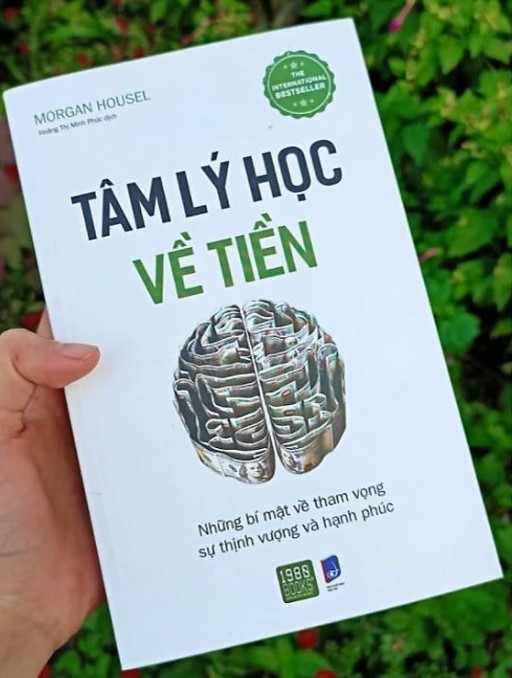 MORGAN HOUSEL
Hoàng Thị Minh Phúc dịch
THE
INTERNATIONAL
BESTSELLER
TÂM LÝ HỌC
VỀ TIỀN
Những bí mật về tham vọng
sự thịnh vượng và hạnh phúc
1980
BOOKS